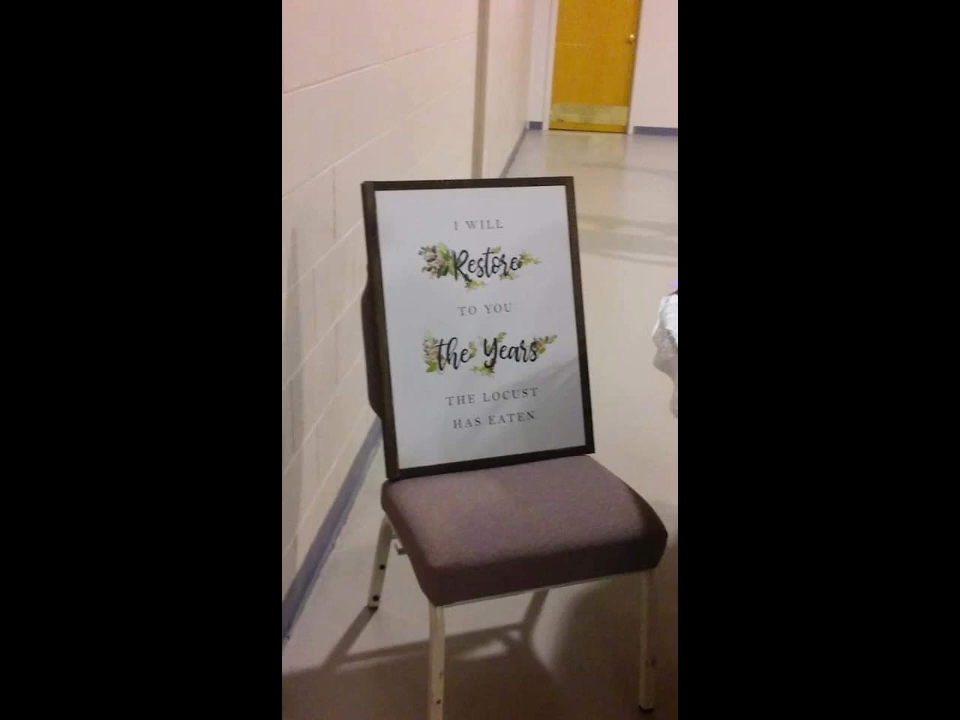 I WILL
Restore
TO YOU
the Years
THE LOCUST
HAS EATEN